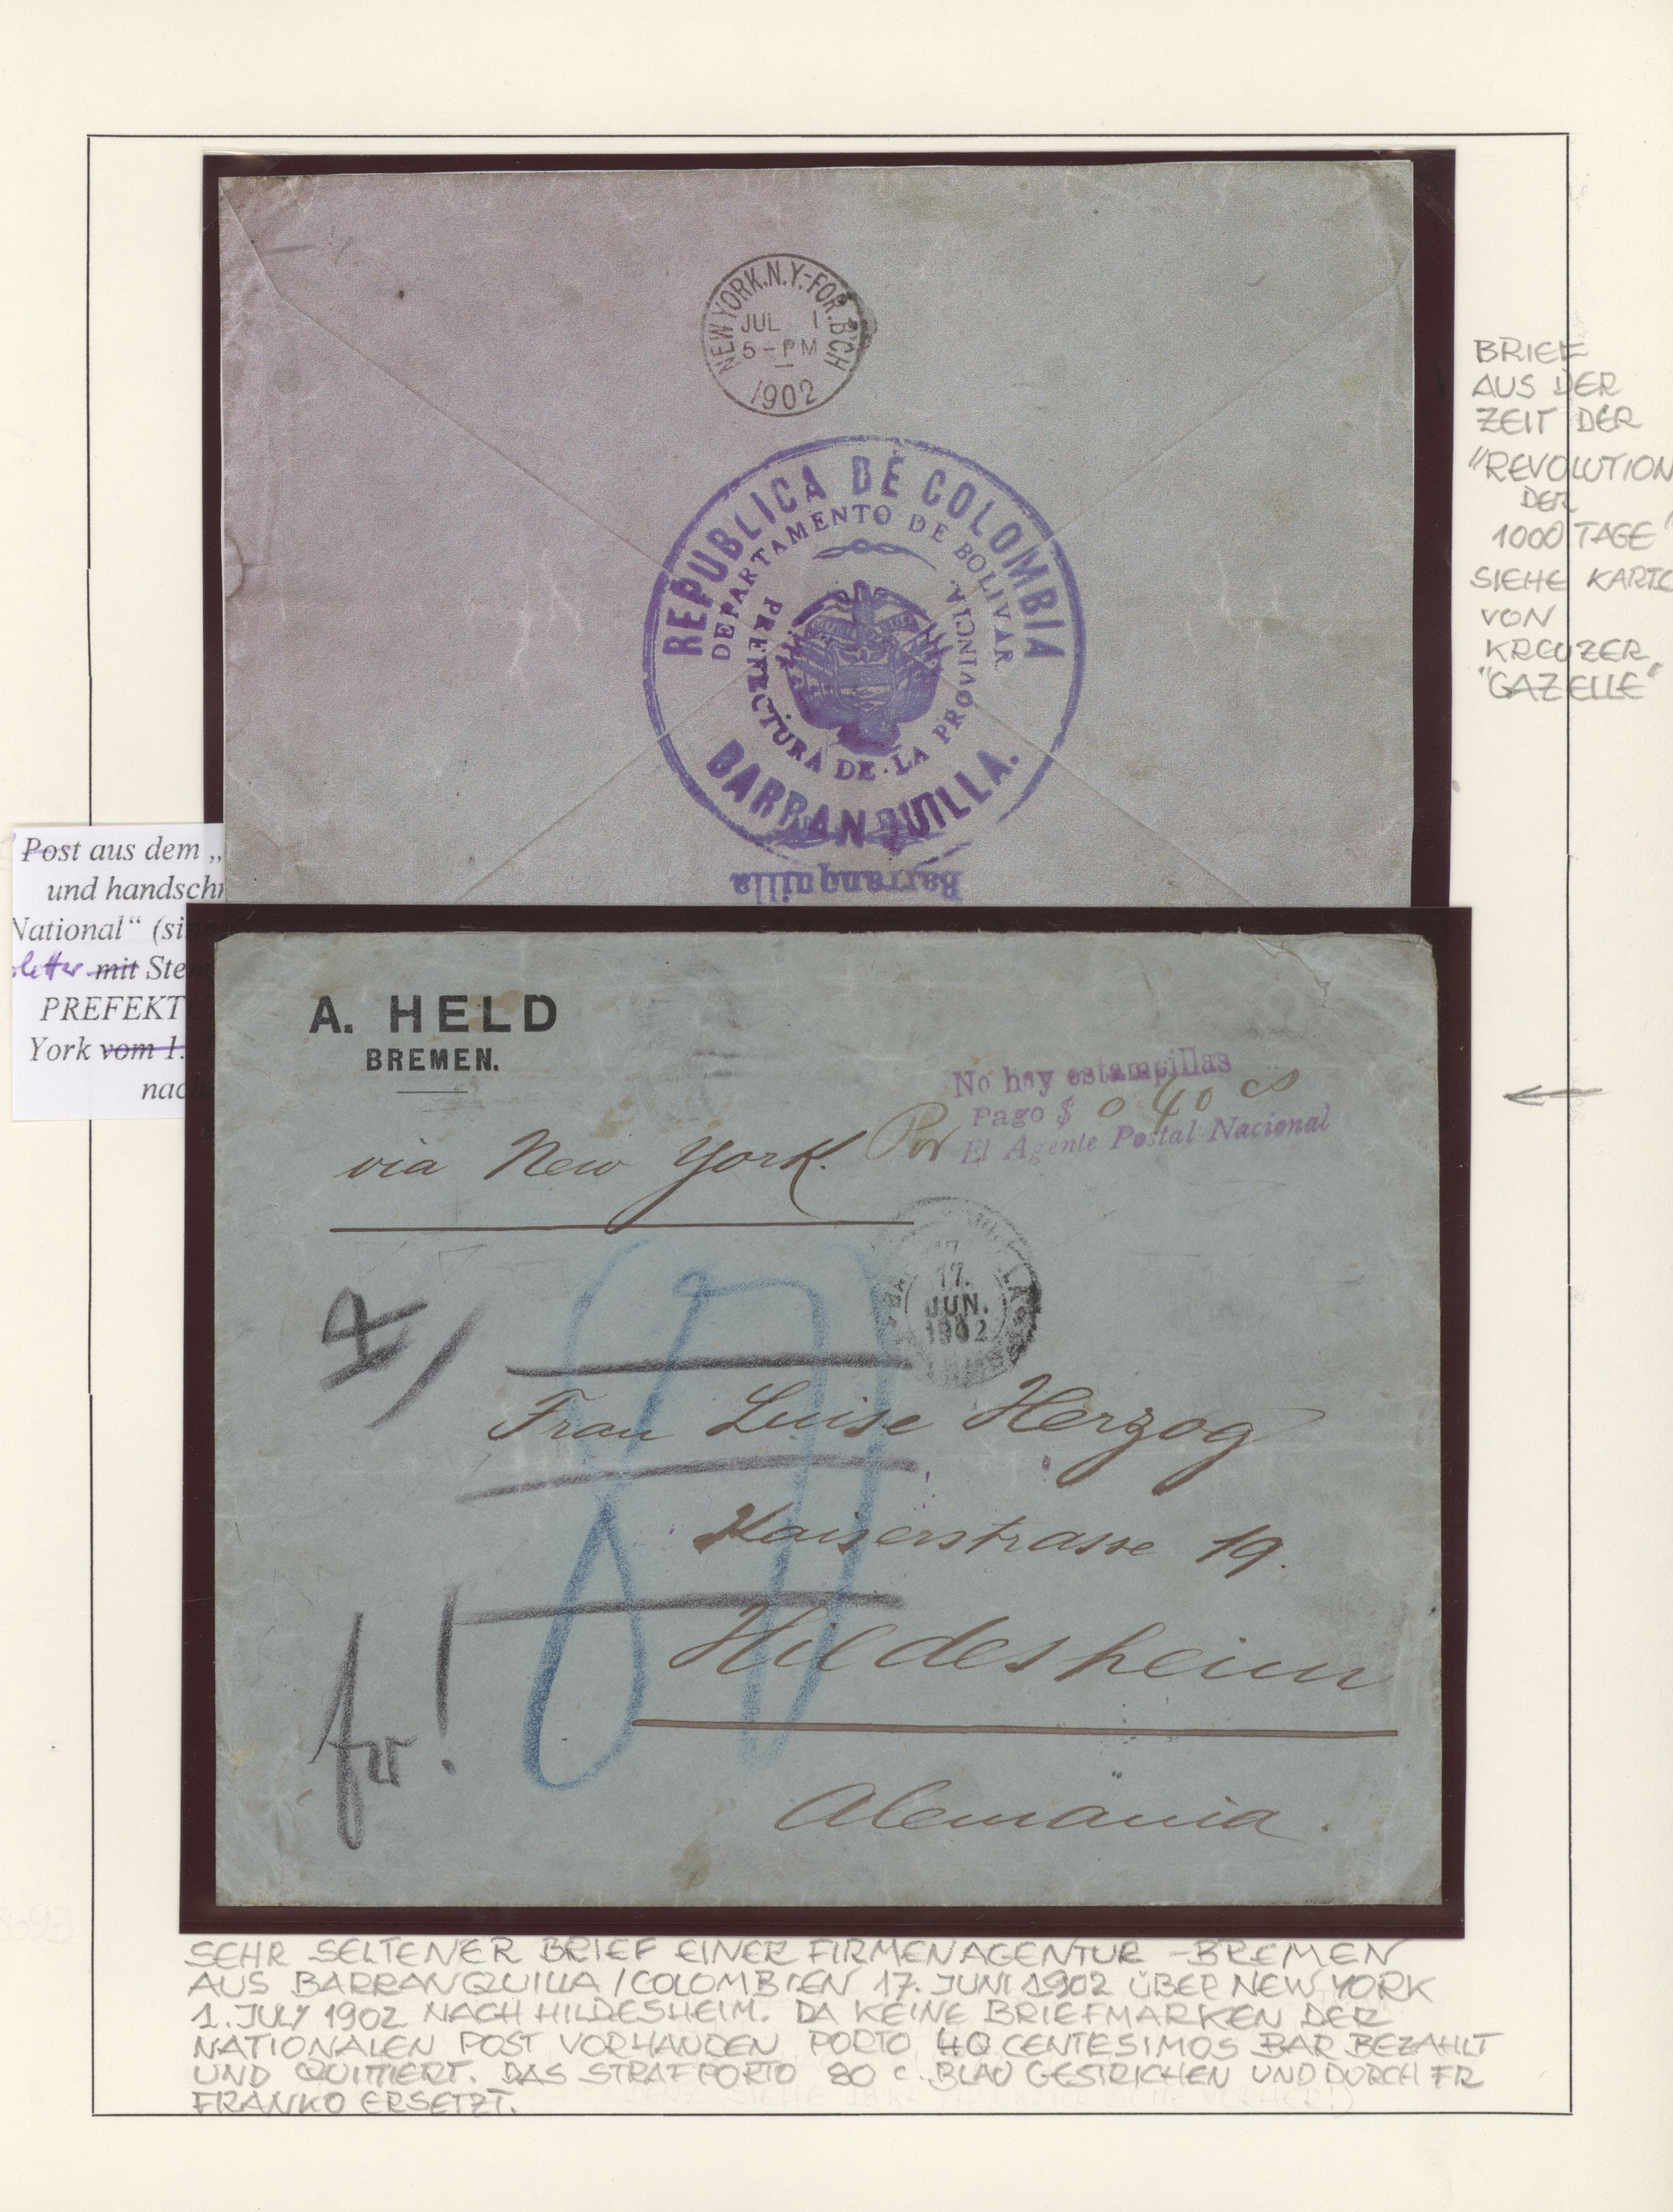 NEW YORK.N.Y.-FOR.B'CH
JUL 1
5-PM
1902
REPUBLICA DE COLOMBIA
DEPARTAMENTO DE BOLIVAR.
PREFECTURA DE LA PROVINCIA
BARRANQUILLA.
Barranquilla
BRIEF
AUS DER
ZEIT DER
"REVOLUTION
DER
1000 TAGE"
SIEHE KARTE
VON
KREUZER
"GAZELLE"
Post aus dem „
und handschr
National“ (si
mit Ste
PREFEKTU
York vom 1.
nach
A. HELD
BREMEN.
No hay estampillas
Pago $ 0 40 cs
Por El Agente Postal Nacional
via New York.
17.
JUN.
1902
Frau Luise Herzog
Kaiserstrasse 19.
Hildesheim
Alemania.
80
fr!
SEHR SELTENER BRIEF EINER FIRMENAGENTUR - BREMEN
AUS BARRANQUILLA / COLOMBIEN 17. JUNI 1902 ÜBER NEW YORK
1. JULY 1902 NACH HILDESHEIM. DA KEINE BRIEFMARKEN DER
NATIONALEN POST VORHANDEN PORTO 40 CENTESIMOS BAR BEZAHLT
UND QUITTIERT. DAS STRAFPORTO 80 c. BLAU GESTRICHEN UND DURCH FR
FRANKO ERSETZT.